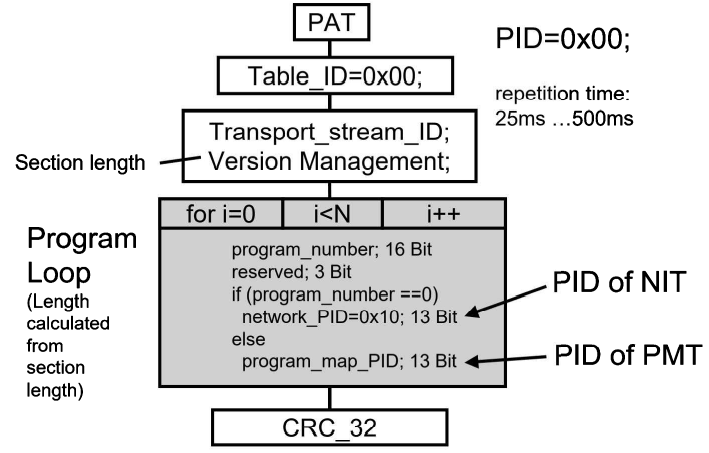 PAT
PID=0x00;
Table_ID=0x00;
repetition time:
25ms ...500ms
Transport_stream_ID;
Version Management;
Section length
for i=0 i<N i++
Program
Loop
(Length
calculated
from
section
length)
program_number; 16 Bit
reserved; 3 Bit
if (program_number ==0)
network_PID=0x10; 13 Bit
else
program_map_PID; 13 Bit
PID of NIT
PID of PMT
CRC_32